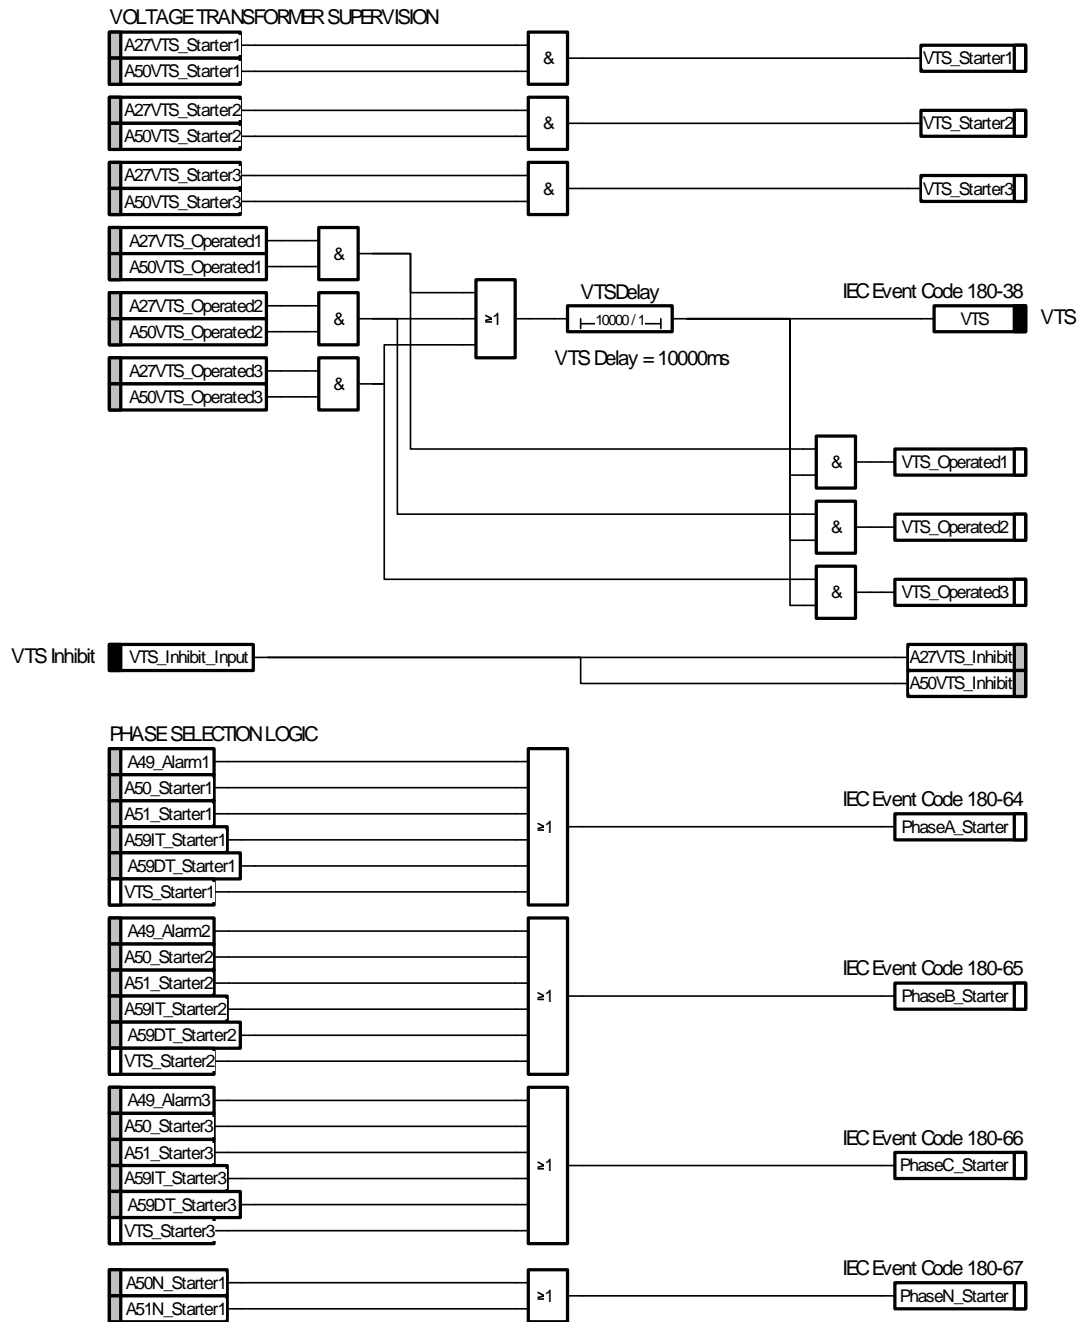 VOLTAGE TRANSFORMER SUPERVISION
A27VTS_Starter1
A50VTS_Starter1
&
VTS_Starter1
A27VTS_Starter2
A50VTS_Starter2
&
VTS_Starter2
A27VTS_Starter3
A50VTS_Starter3
&
VTS_Starter3
A27VTS_Operated1
A50VTS_Operated1
&
A27VTS_Operated2
A50VTS_Operated2
&
A27VTS_Operated3
A50VTS_Operated3
&
≥1
VTSDelay
10000 / 1
VTS Delay = 10000ms
IEC Event Code 180-38
VTS
VTS
&
VTS_Operated1
&
VTS_Operated2
&
VTS_Operated3
VTS Inhibit
VTS_Inhibit_Input
A27VTS_Inhibit
A50VTS_Inhibit
PHASE SELECTION LOGIC
A49_Alarm1
A50_Starter1
A51_Starter1
A59IT_Starter1
A59DT_Starter1
VTS_Starter1
≥1
IEC Event Code 180-64
PhaseA_Starter
A49_Alarm2
A50_Starter2
A51_Starter2
A59IT_Starter2
A59DT_Starter2
VTS_Starter2
≥1
IEC Event Code 180-65
PhaseB_Starter
A49_Alarm3
A50_Starter3
A51_Starter3
A59IT_Starter3
A59DT_Starter3
VTS_Starter3
≥1
IEC Event Code 180-66
PhaseC_Starter
A50N_Starter1
A51N_Starter1
≥1
IEC Event Code 180-67
PhaseN_Starter